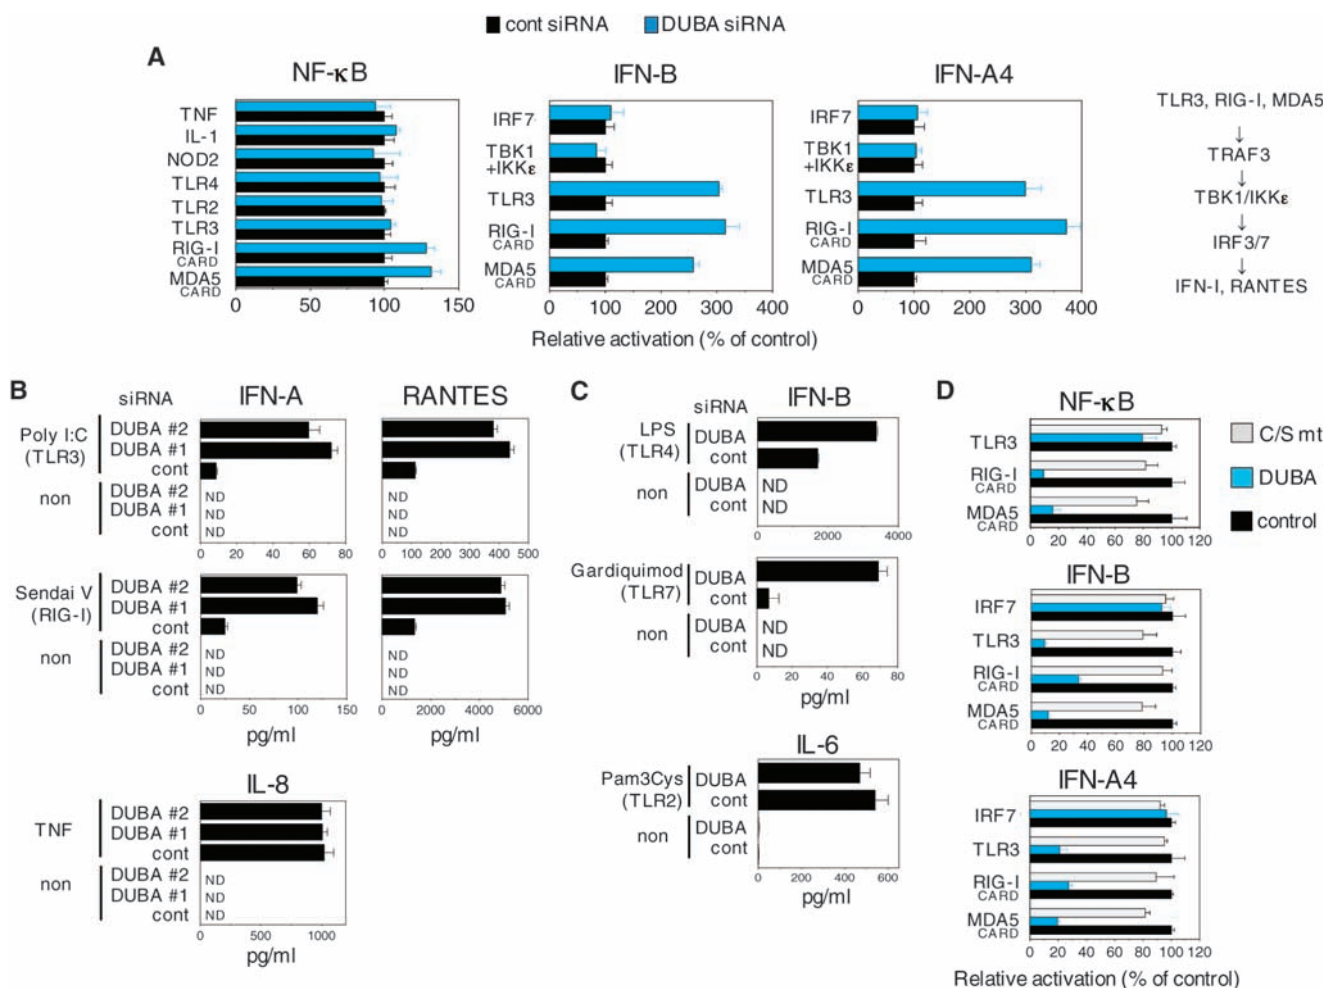 cont siRNA DUBA siRNA
A
NF-κB
TNF
IL-1
NOD2
TLR4
TLR2
TLR3
RIG-I
CARD
MDA5
CARD
0 50 100 150
IFN-B
IRF7
TBK1
+IKKε
TLR3
RIG-I
CARD
MDA5
CARD
0 100 200 300 400
IFN-A4
IRF7
TBK1
+IKKε
TLR3
RIG-I
CARD
MDA5
CARD
0 100 200 300 400
Relative activation (% of control)
TLR3, RIG-I, MDA5
↓
TRAF3
↓
TBK1/IKKε
↓
IRF3/7
↓
IFN-I, RANTES
B
siRNA
IFN-A
RANTES
Poly I:C
(TLR3)
DUBA #2
DUBA #1
cont
non
DUBA #2 ND ND
DUBA #1 ND ND
cont ND ND
0 20 40 60 80
0 100 200 300 400 500
Sendai V
(RIG-I)
DUBA #2
DUBA #1
cont
non
DUBA #2 ND ND
DUBA #1 ND ND
cont ND ND
0 50 100 150
0 2000 4000 6000
pg/ml pg/ml
IL-8
TNF
DUBA #2
DUBA #1
cont
non
DUBA #2 ND
DUBA #1 ND
cont ND
0 500 1000
pg/ml
C
siRNA
IFN-B
LPS
(TLR4)
DUBA
cont
non
DUBA ND
cont ND
0 2000 4000
Gardiquimod
(TLR7)
DUBA
cont
non
DUBA ND
cont ND
0 20 40 60 80
pg/ml
IL-6
Pam3Cys
(TLR2)
DUBA
cont
non
DUBA
cont
0 200 400 600
pg/ml
D
NF-κB
TLR3
RIG-I
CARD
MDA5
CARD
0 20 40 60 80 100 120
C/S mt
DUBA
control
IFN-B
IRF7
TLR3
RIG-I
CARD
MDA5
CARD
0 20 40 60 80 100 120
IFN-A4
IRF7
TLR3
RIG-I
CARD
MDA5
CARD
0 20 40 60 80 100 120
Relative activation (% of control)